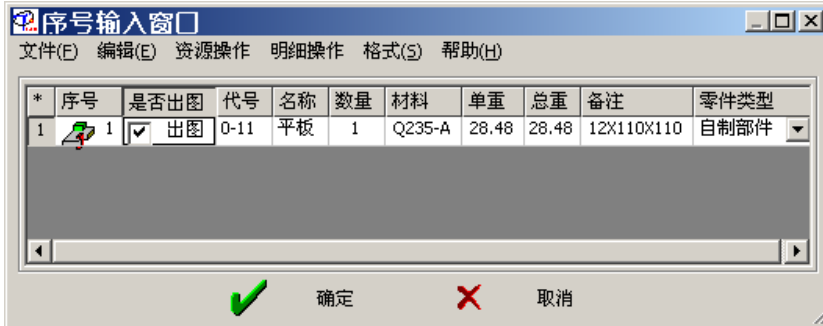 序号输入窗口
文件(F) 编辑(E) 资源操作 明细操作 格式(S) 帮助(H)
* 序号 是否出图 代号 名称 数量 材料 单重 总重 备注 零件类型
1 1 出图 0-11 平板 1 Q235-A 28.48 28.48 12X110X110 自制部件
确定 取消